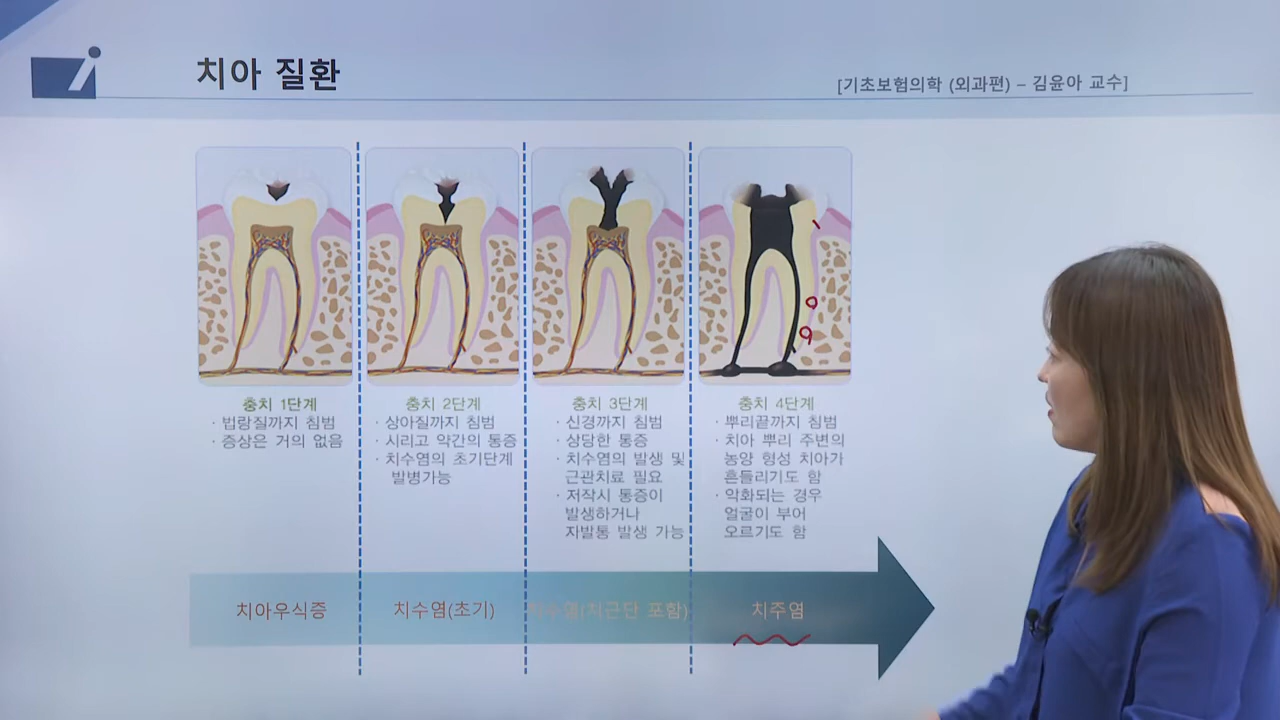 치아 질환
[기초보험의학 (외과편) – 김윤아 교수]
충치 1단계
· 법랑질까지 침범
· 증상은 거의 없음
충치 2단계
· 상아질까지 침범
· 시리고 약간의 통증
· 치수염의 초기단계
발병가능
충치 3단계
· 신경까지 침범
· 상당한 통증
· 치수염의 발생 및
근관치료 필요
· 저작시 통증이
발생하거나
자발통 발생 가능
충치 4단계
· 뿌리끝까지 침범
· 치아 뿌리 주변의
농양 형성 치아가
흔들리기도 함
· 악화되는 경우
얼굴이 부어
오르기도 함
치아우식증
치수염(초기)
치수염(치근단 포함)
치주염